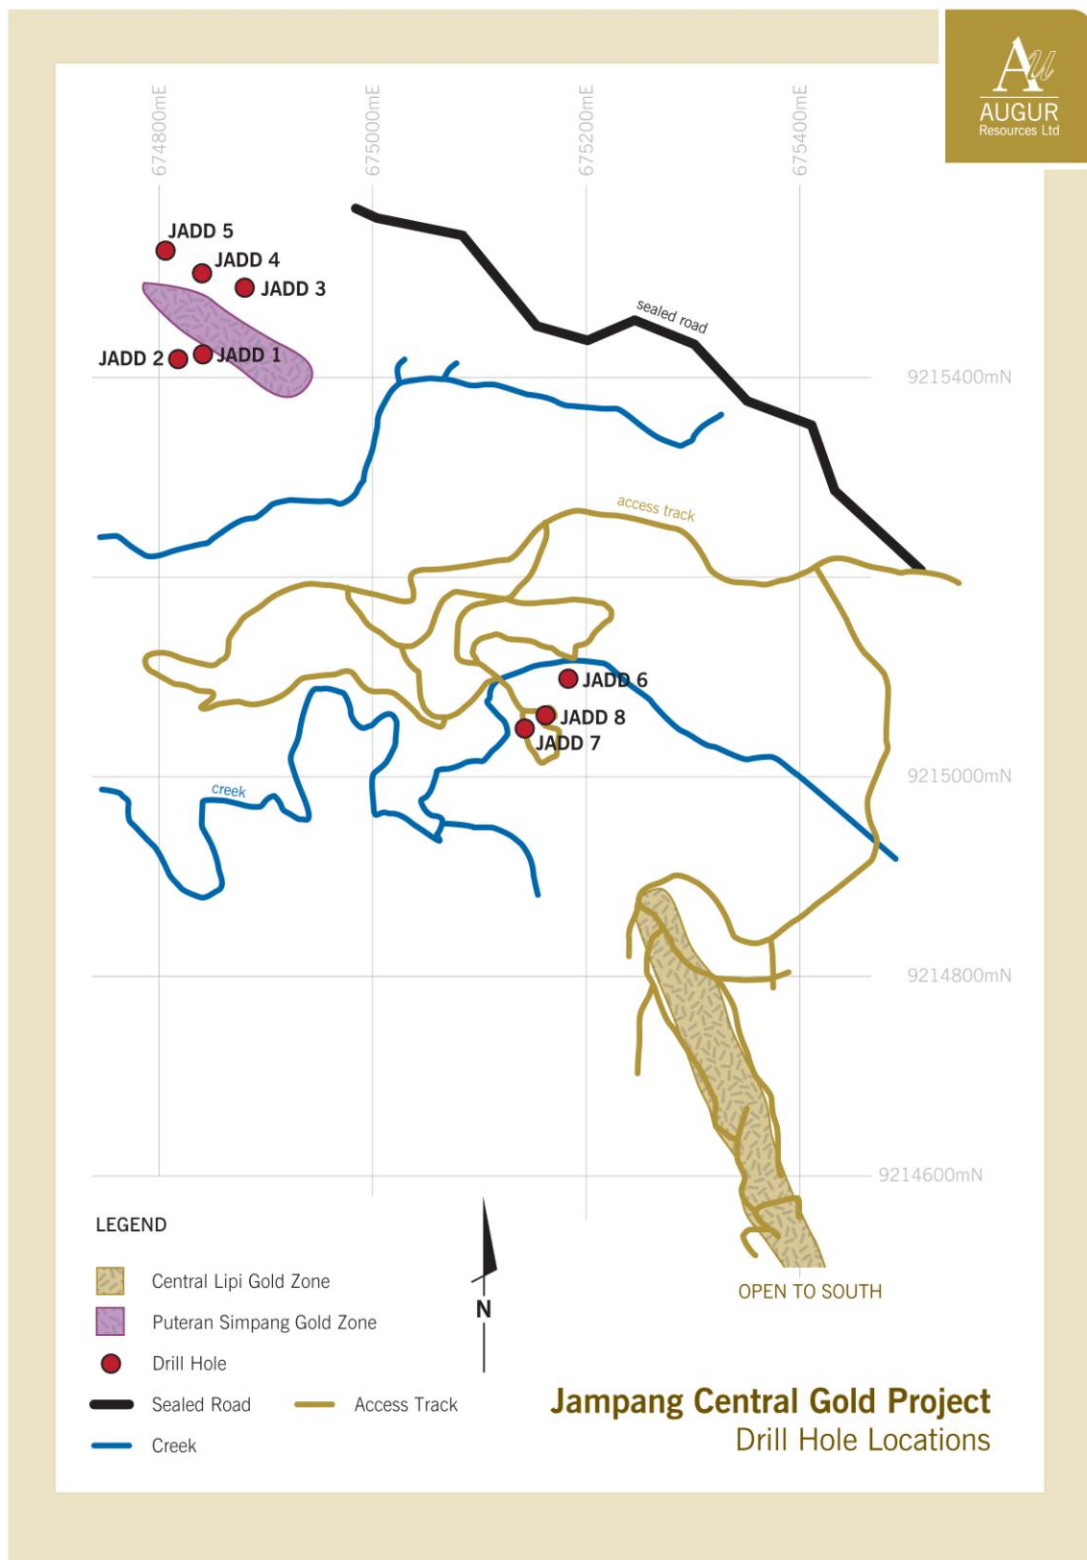 Au
AUGUR
Resources Ltd
674800mE
675000mE
675200mE
675400mE
JADD 5
JADD 4
JADD 3
JADD 2
JADD 1
sealed road
9215400mN
access track
JADD 6
JADD 8
JADD 7
9215000mN
creek
9214800mN
9214600mN
LEGEND
Central Lipi Gold Zone
Puteran Simpang Gold Zone
Drill Hole
Sealed Road
Access Track
Creek
N
OPEN TO SOUTH
Jampang Central Gold Project
Drill Hole Locations